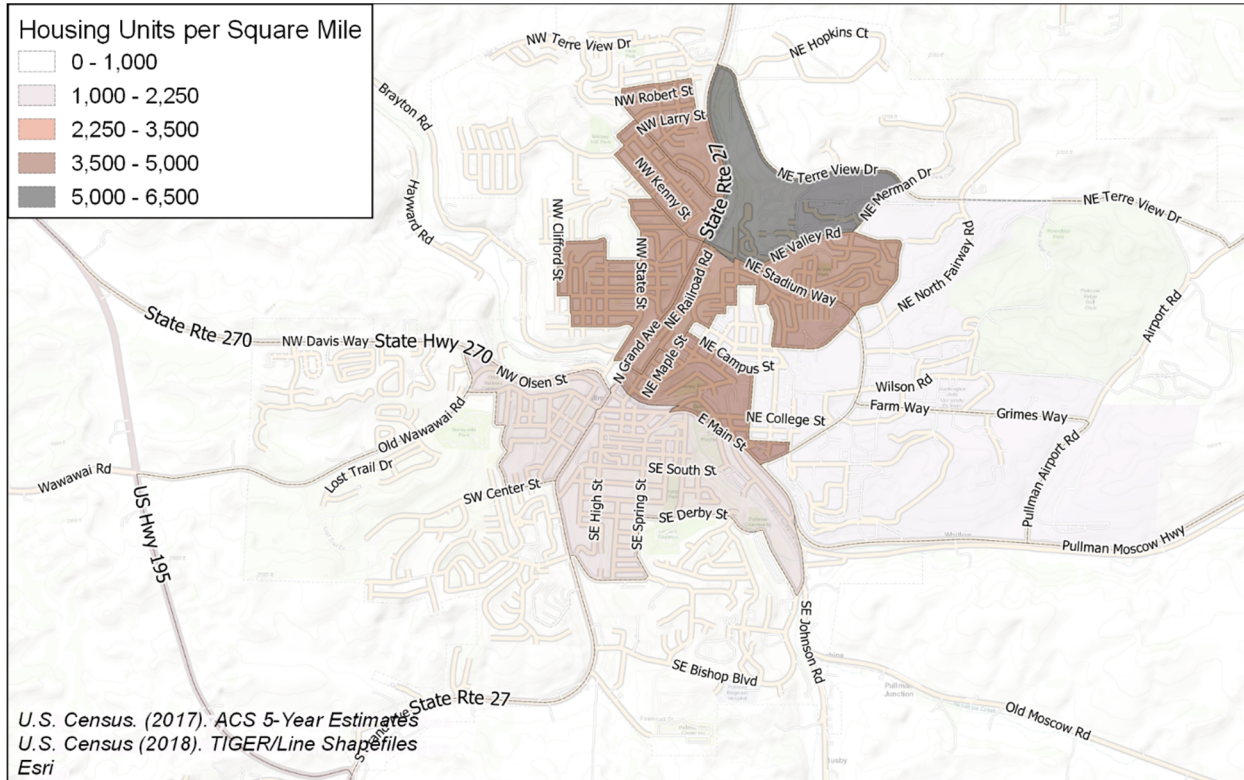 Housing Units per Square Mile
0 - 1,000
1,000 - 2,250
2,250 - 3,500
3,500 - 5,000
5,000 - 6,500
NW Terre View Dr
NE Hopkins Ct
Brayton Rd
NW Robert St
NW Larry St
State Rte 27
NW Kenny St
NE Terre View Dr
NE Merman Dr
NE Terre View Dr
Hayward Rd
NW Clifford St
NW State St
NE Valley Rd
NE Stadium Way
NE Railroad Rd
NE North Fairway Rd
Airport Rd
State Rte 270
NW Davis Way
State Hwy 270
N Grand Ave
NE Maple St
NE Campus St
NW Olsen St
Wilson Rd
Farm Way
Grimes Way
NE College St
E Main St
Old Wawawai Rd
Lost Trail Dr
Wawawai Rd
SW Center St
SE South St
SE High St
SE Spring St
SE Derby St
Pullman Airport Rd
Pullman Moscow Hwy
US Hwy 195
SE Johnson Rd
SE Bishop Blvd
State Rte 27
Old Moscow Rd
U.S. Census. (2017). ACS 5-Year Estimates
U.S. Census (2018). TIGER/Line Shapefiles
Esri